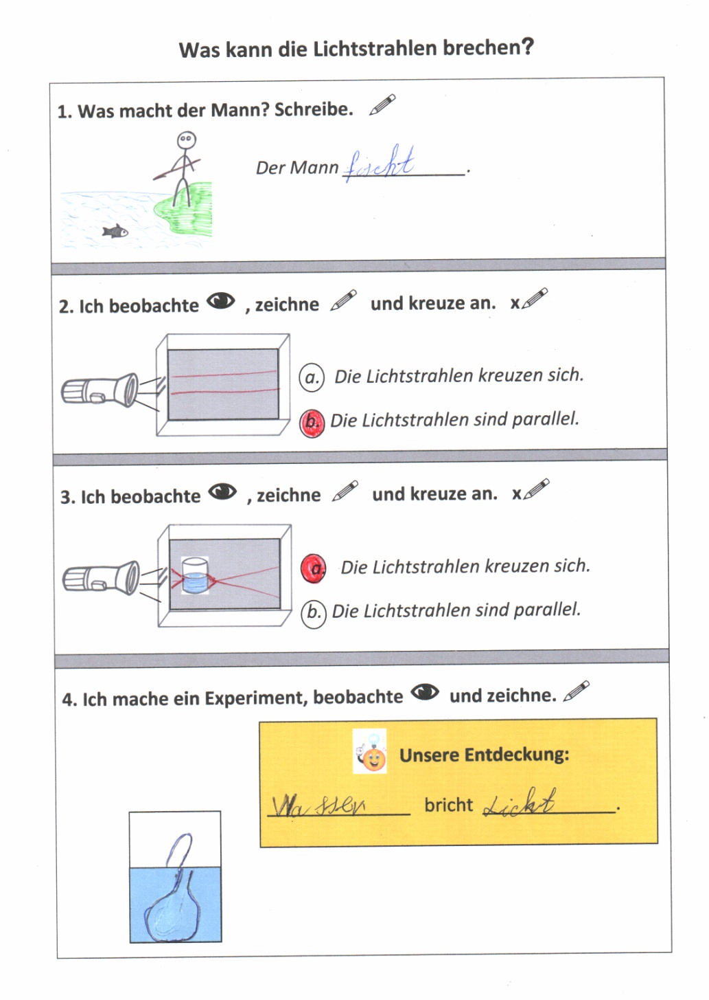 Was kann die Lichtstrahlen brechen?
1. Was macht der Mann? Schreibe.
Der Mann fischt.
2. Ich beobachte , zeichne und kreuze an. x
a. Die Lichtstrahlen kreuzen sich.
b. Die Lichtstrahlen sind parallel.
3. Ich beobachte , zeichne und kreuze an. x
a. Die Lichtstrahlen kreuzen sich.
b. Die Lichtstrahlen sind parallel.
4. Ich mache ein Experiment, beobachte und zeichne.
Unsere Entdeckung:
Wasser bricht Licht.